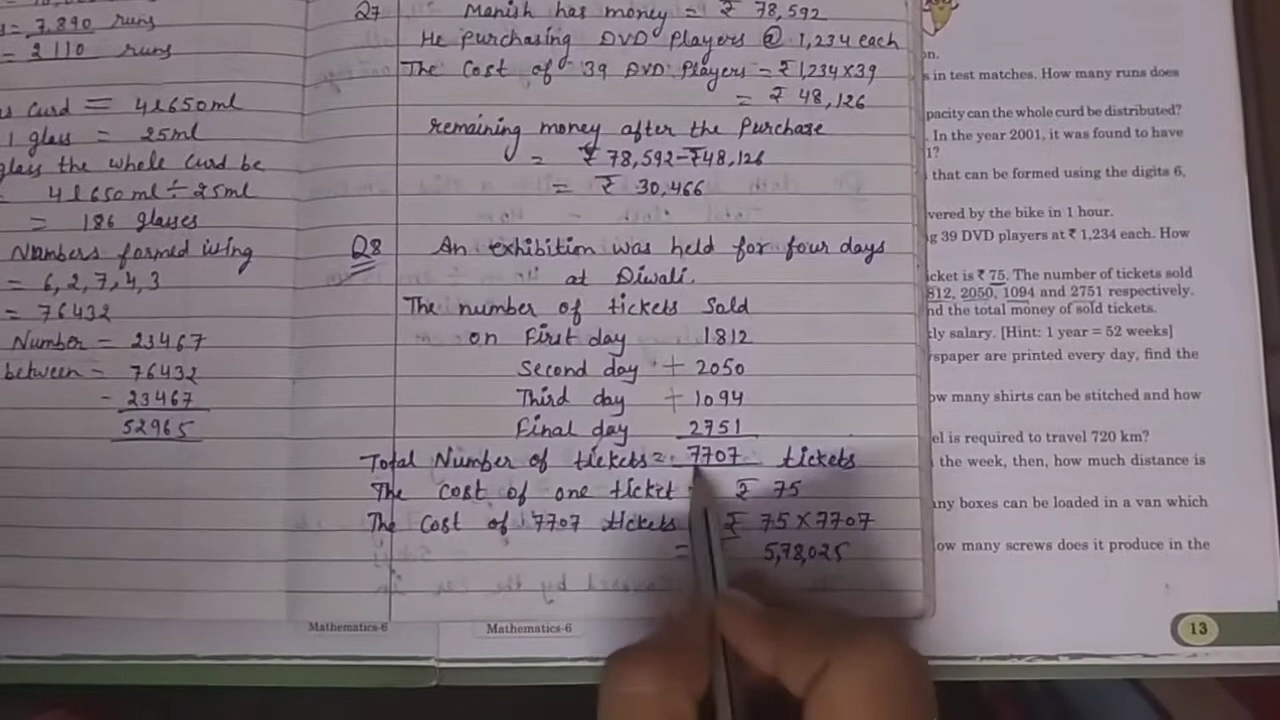 = 7,890 runs
= 2110 runs
curd = 4l650ml
1 glass = 25ml
glass the whole curd be
4l650ml ÷ 25ml
= 186 glasses
Numbers formed using
= 6, 2, 7, 4, 3
= 76432
Number - 23467
between - 76432
- 23467
52965
Q7 Manish has money = ₹ 78,592
He purchasing DVD players @ 1,234 each
The cost of 39 DVD players - ₹1,234×39
= ₹ 48,126
remaining money after the purchase
= ₹ 78,592-₹48,126
= ₹ 30,466
Q8 An exhibition was held for four days
at Diwali.
The number of tickets sold
on First day 1812
Second day + 2050
Third day + 1094
Final day 2751
Total Number of tickets = 7707 tickets
The cost of one ticket ₹ 75
The cost of 7707 tickets ₹ 75×7707
= 5,78,025
Mathematics-6
Mathematics-6
on.
s in test matches. How many runs does
pacity can the whole curd be distributed?
. In the year 2001, it was found to have
1?
that can be formed using the digits 6,
vered by the bike in 1 hour.
g 39 DVD players at ₹ 1,234 each. How
icket is ₹ 75. The number of tickets sold
812, 2050, 1094 and 2751 respectively.
nd the total money of sold tickets.
kly salary. [Hint: 1 year = 52 weeks]
wspaper are printed every day, find the
ow many shirts can be stitched and how
el is required to travel 720 km?
the week, then, how much distance is
any boxes can be loaded in a van which
ow many screws does it produce in the
13